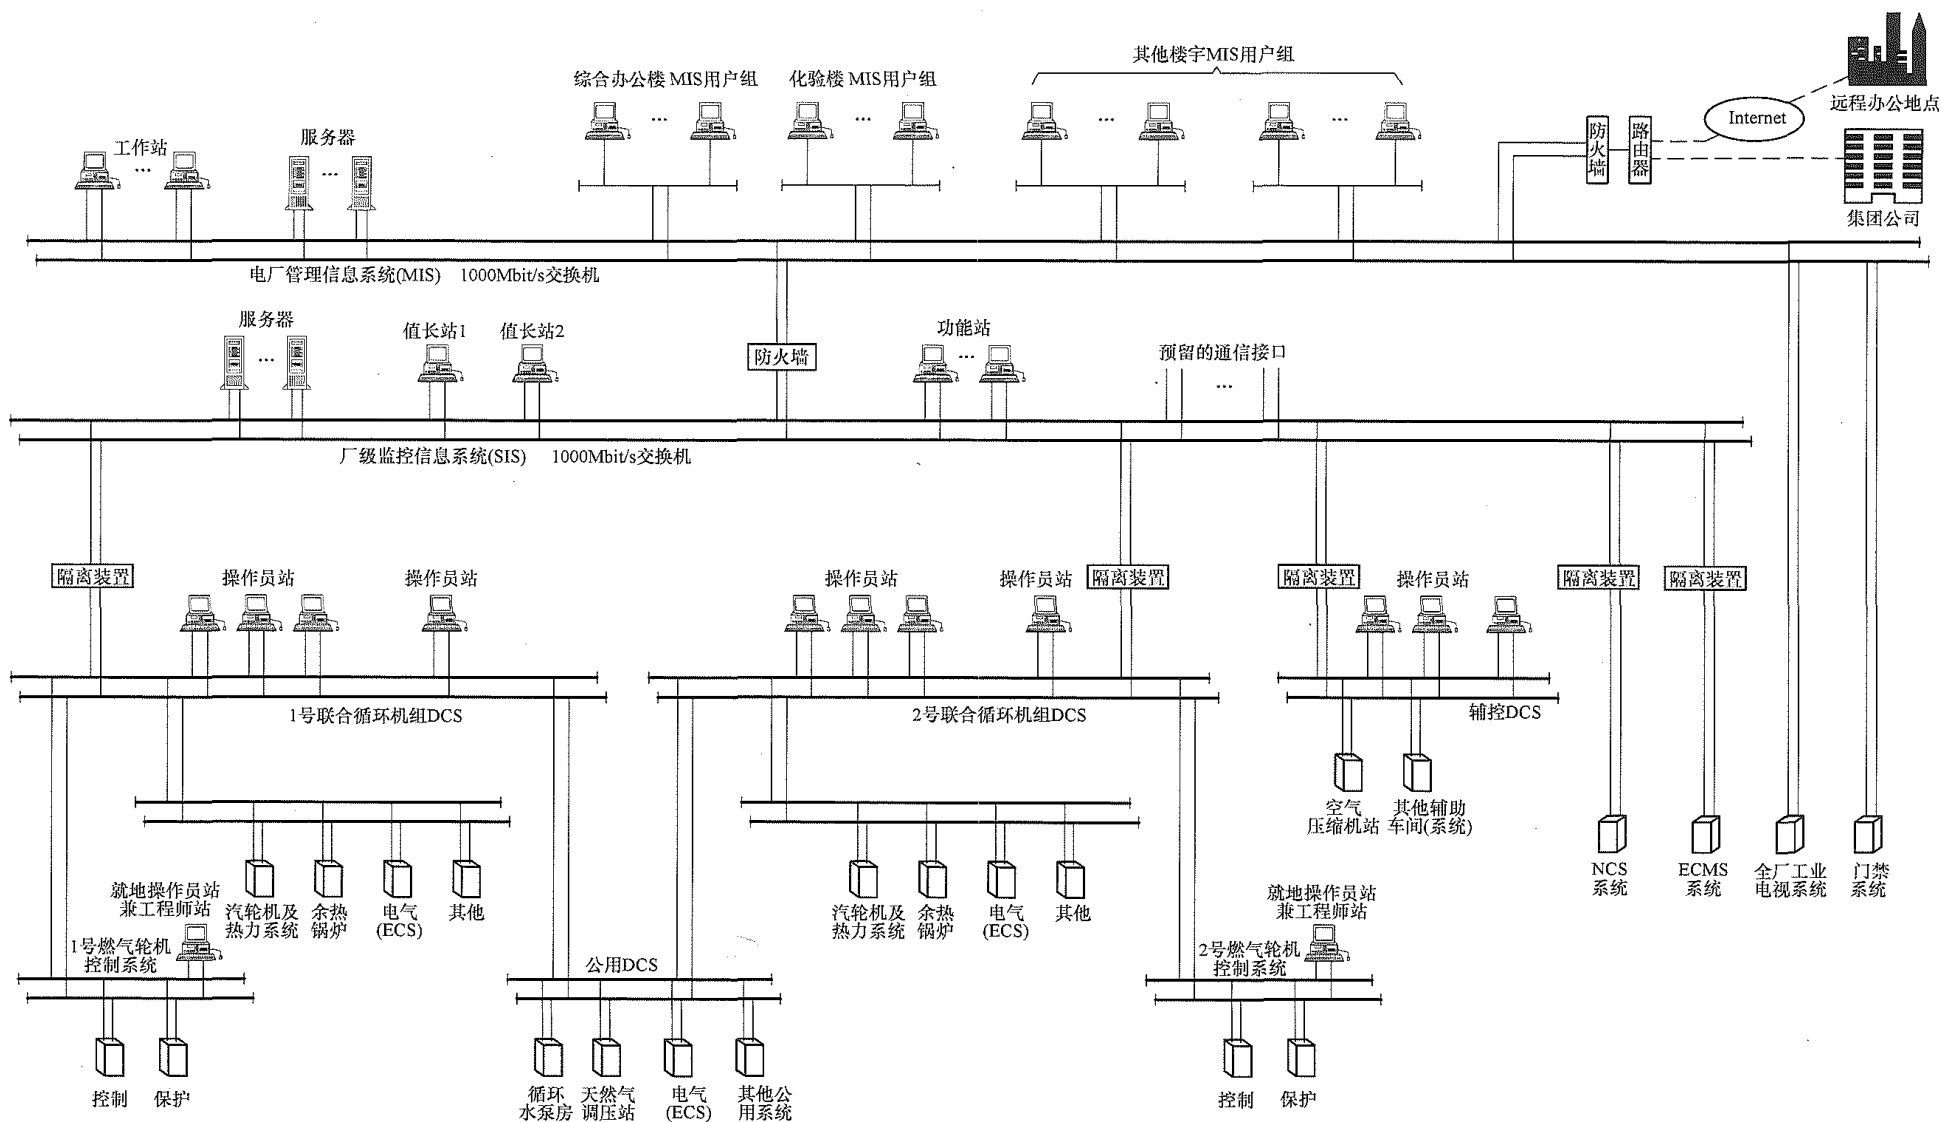 其他楼宇MIS用户组
综合办公楼 MIS用户组
化验楼 MIS用户组
远程办公地点
Internet
防火墙
路由器
集团公司
工作站
服务器
...
电厂管理信息系统(MIS) 1000Mbit/s交换机
服务器
值长站1
值长站2
防火墙
功能站
预留的通信接口
厂级监控信息系统(SIS) 1000Mbit/s交换机
隔离装置
操作员站
操作员站
操作员站
操作员站
隔离装置
隔离装置
操作员站
隔离装置
隔离装置
1号联合循环机组DCS
2号联合循环机组DCS
辅控DCS
空气
压缩机站
其他辅助
车间(系统)
NCS
系统
ECMS
系统
全厂工业
电视系统
门禁
系统
就地操作员站
兼工程师站
汽轮机及
热力系统
余热
锅炉
电气
(ECS)
其他
汽轮机及
热力系统
余热
锅炉
电气
(ECS)
其他
就地操作员站
兼工程师站
1号燃气轮机
控制系统
公用DCS
2号燃气轮机
控制系统
控制
保护
循环
水泵房
天然气
调压站
电气
(ECS)
其他公
用系统
控制
保护